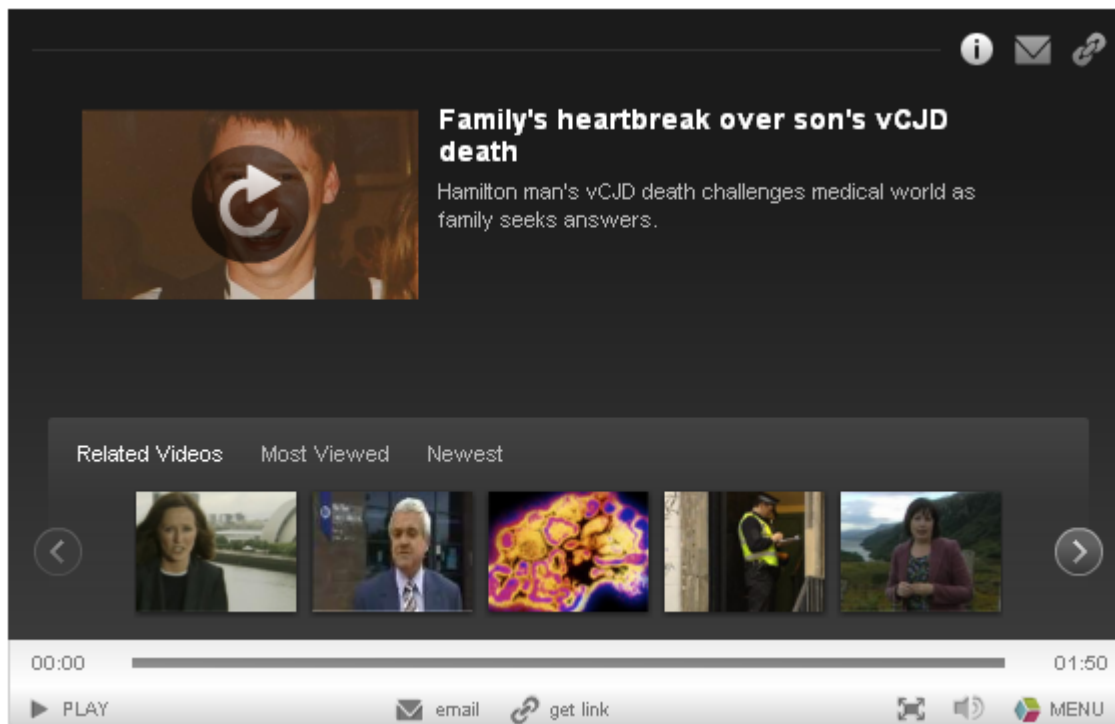 Family's heartbreak over son's vCJD
death
Hamilton man's vCJD death challenges medical world as
family seeks answers.
Related Videos Most Viewed Newest
00:00 01:50
PLAY email get link MENU